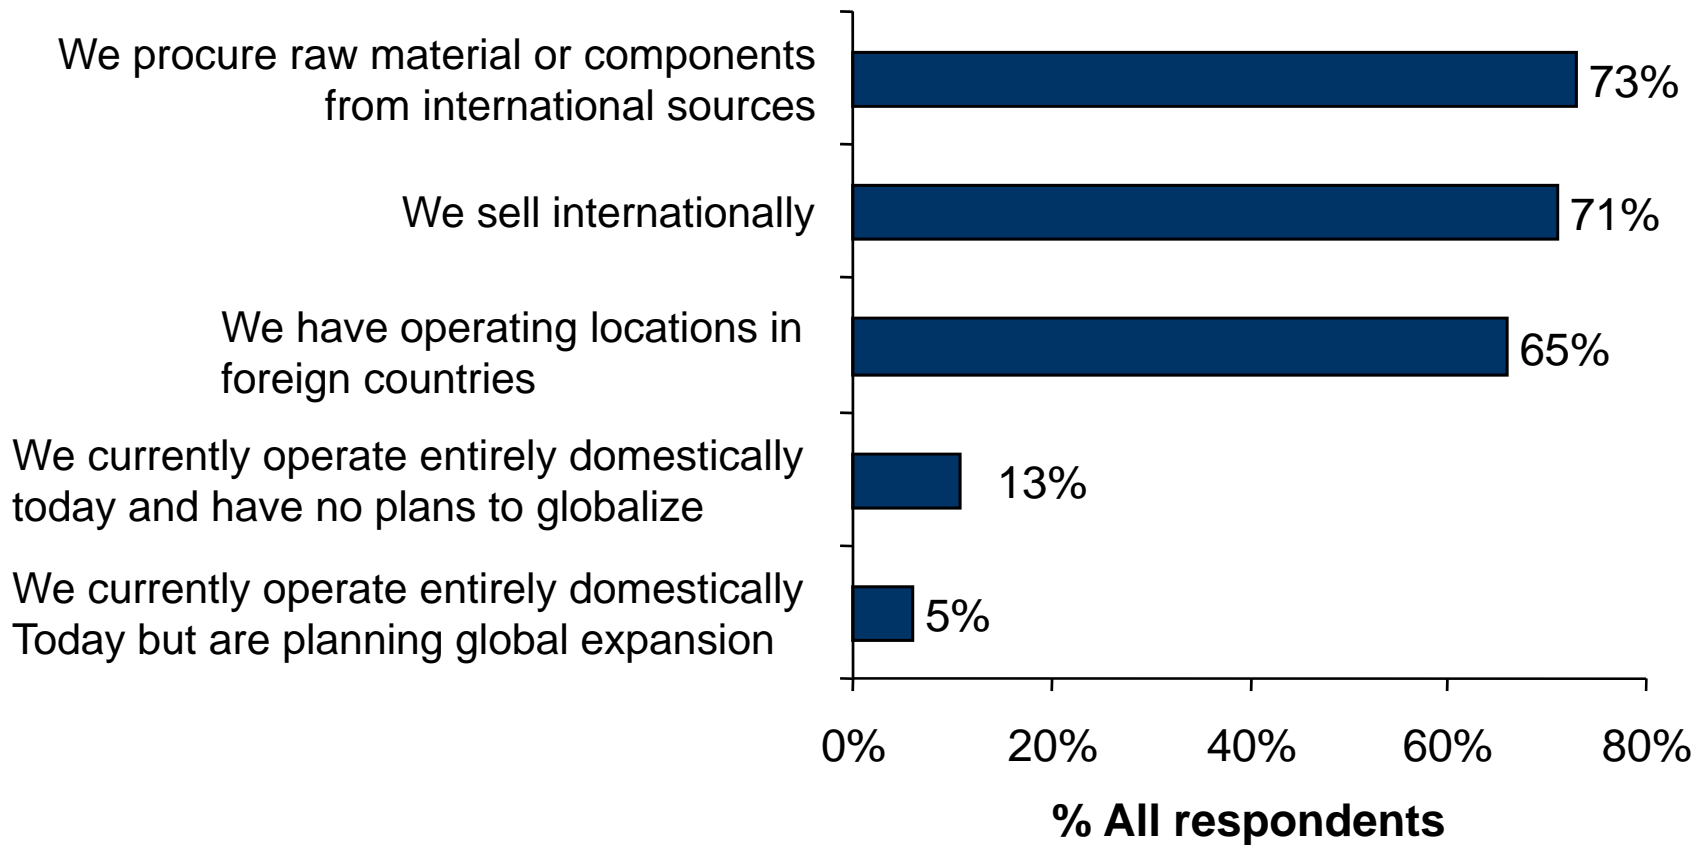 We procure raw material or components
from international sources
73%
We sell internationally
71%
We have operating locations in
foreign countries
65%
We currently operate entirely domestically
today and have no plans to globalize
13%
We currently operate entirely domestically
Today but are planning global expansion
5%
0% 20% 40% 60% 80%
% All respondents